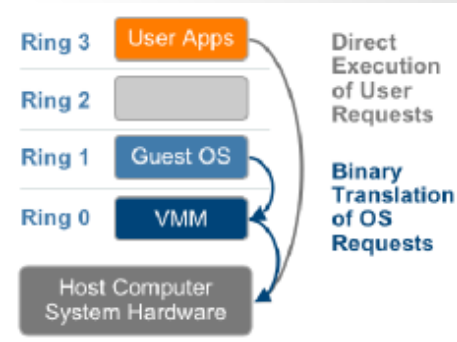 Ring 3
User Apps
Ring 2
Ring 1
Guest OS
Ring 0
VMM
Host Computer
System Hardware
Direct
Execution
of User
Requests
Binary
Translation
of OS
Requests